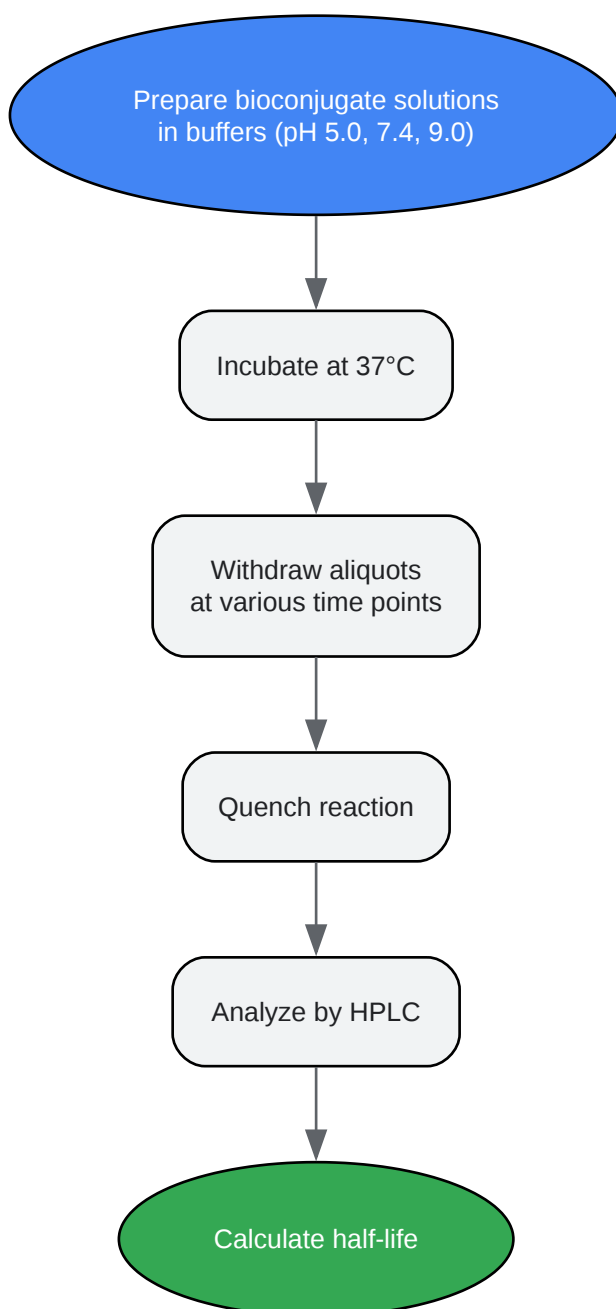 Prepare bioconjugate solutions
in buffers (pH 5.0, 7.4, 9.0)
Incubate at 37°C
Withdraw aliquots
at various time points
Quench reaction
Analyze by HPLC
Calculate half-life